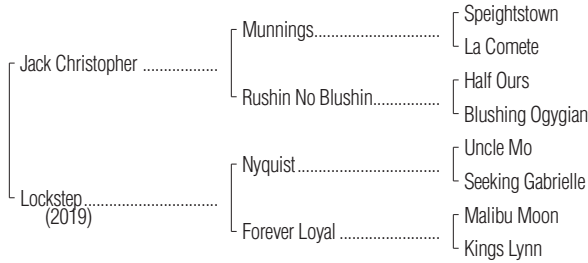 Speightstown
Munnings
La Comete
Jack Christopher
Half Ours
Rushin No Blushin
Blushing Ogygian
Uncle Mo
Nyquist
Seeking Gabrielle
Lockstep
(2019)
Malibu Moon
Forever Loyal
Kings Lynn